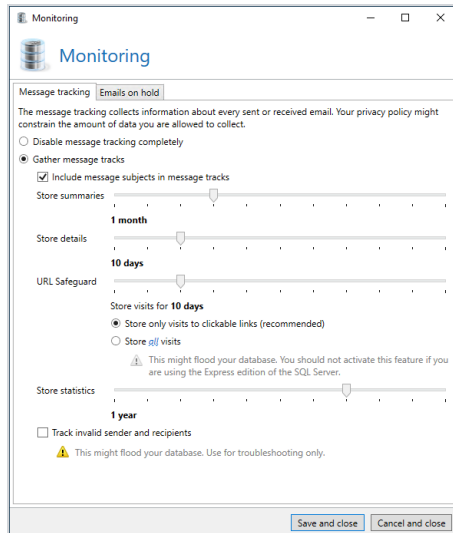 Monitoring
Monitoring
Message tracking Emails on hold
The message tracking collects information about every sent or received email. Your privacy policy might
constrain the amount of data you are allowed to collect.
Disable message tracking completely
Gather message tracks
Include message subjects in message tracks
Store summaries
1 month
Store details
10 days
URL Safeguard
Store visits for 10 days
Store only visits to clickable links (recommended)
Store all visits
This might flood your database. You should not activate this feature if you
are using the Express edition of the SQL Server.
Store statistics
1 year
Track invalid sender and recipients
This might flood your database. Use for troubleshooting only.
Save and close Cancel and close